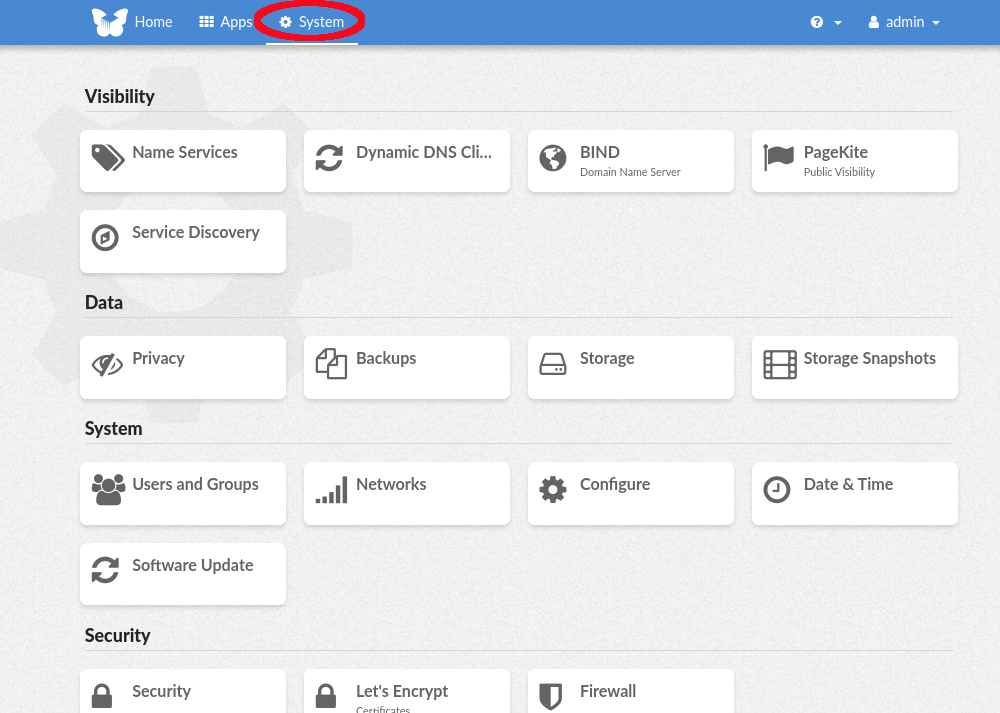 Home Apps System admin
Visibility
Name Services
Dynamic DNS Cli...
BIND
Domain Name Server
PageKite
Public Visibility
Service Discovery
Data
Privacy
Backups
Storage
Storage Snapshots
System
Users and Groups
Networks
Configure
Date & Time
Software Update
Security
Security
Let's Encrypt
Certificates
Firewall